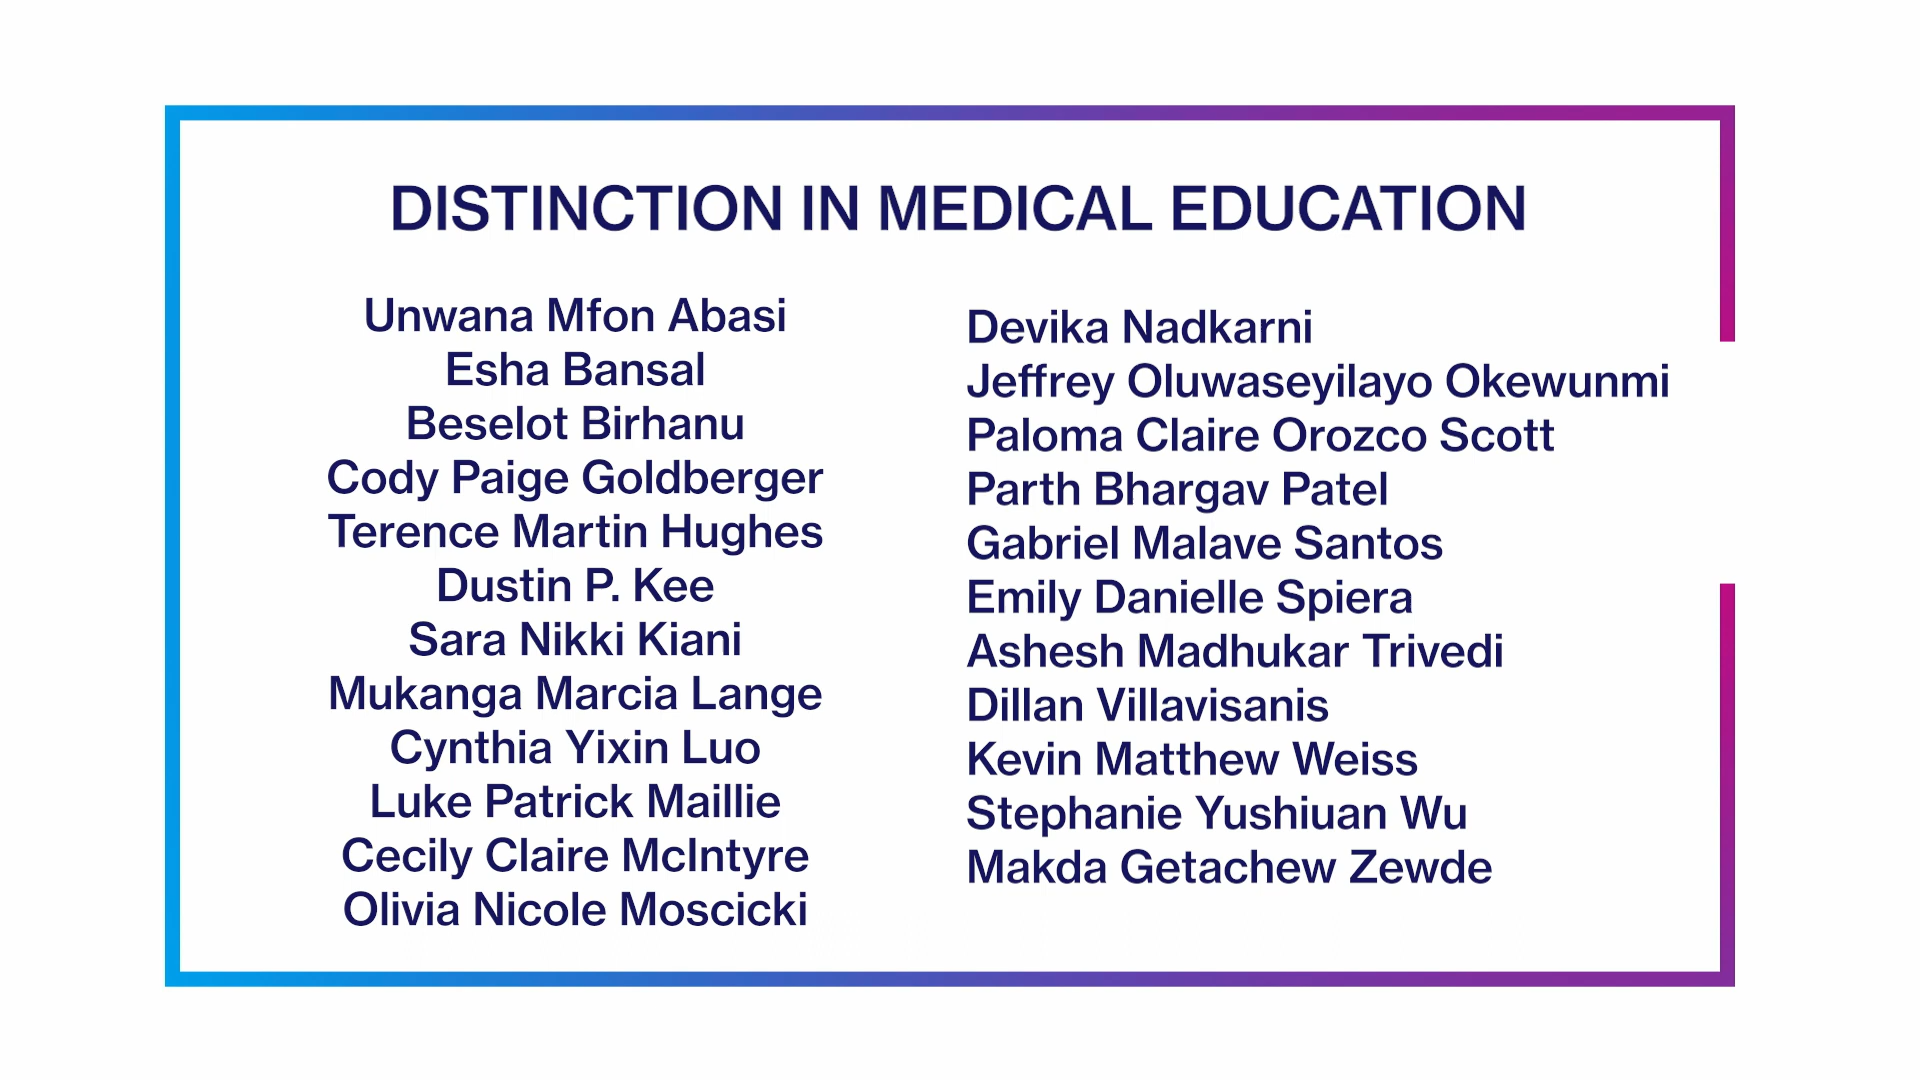 DISTINCTION IN MEDICAL EDUCATION
Unwana Mfon Abasi
Esha Bansal
Beselot Birhanu
Cody Paige Goldberger
Terence Martin Hughes
Dustin P. Kee
Sara Nikki Kiani
Mukanga Marcia Lange
Cynthia Yixin Luo
Luke Patrick Maillie
Cecily Claire McIntyre
Olivia Nicole Moscicki
Devika Nadkarni
Jeffrey Oluwaseyilayo Okewunmi
Paloma Claire Orozco Scott
Parth Bhargav Patel
Gabriel Malave Santos
Emily Danielle Spiera
Ashesh Madhukar Trivedi
Dillan Villavisanis
Kevin Matthew Weiss
Stephanie Yushiuan Wu
Makda Getachew Zewde